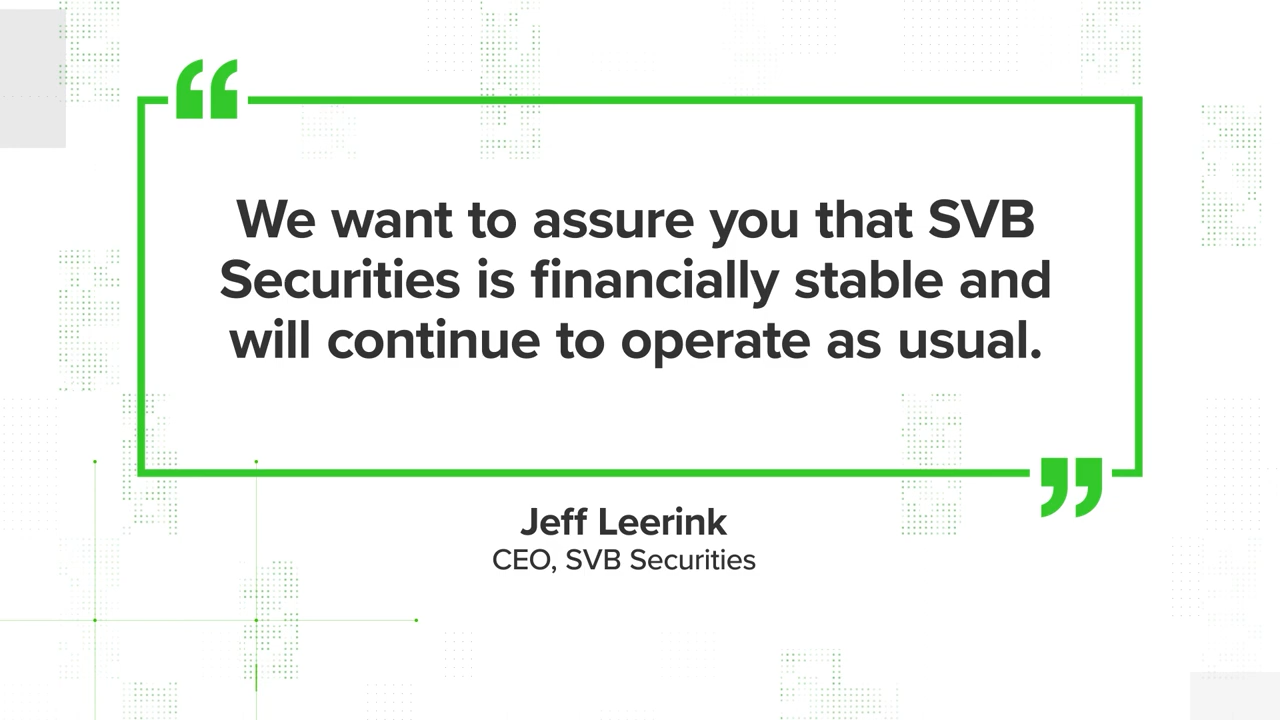 “
We want to assure you that SVB
Securities is financially stable and
will continue to operate as usual.
”
Jeff Leerink
CEO, SVB Securities